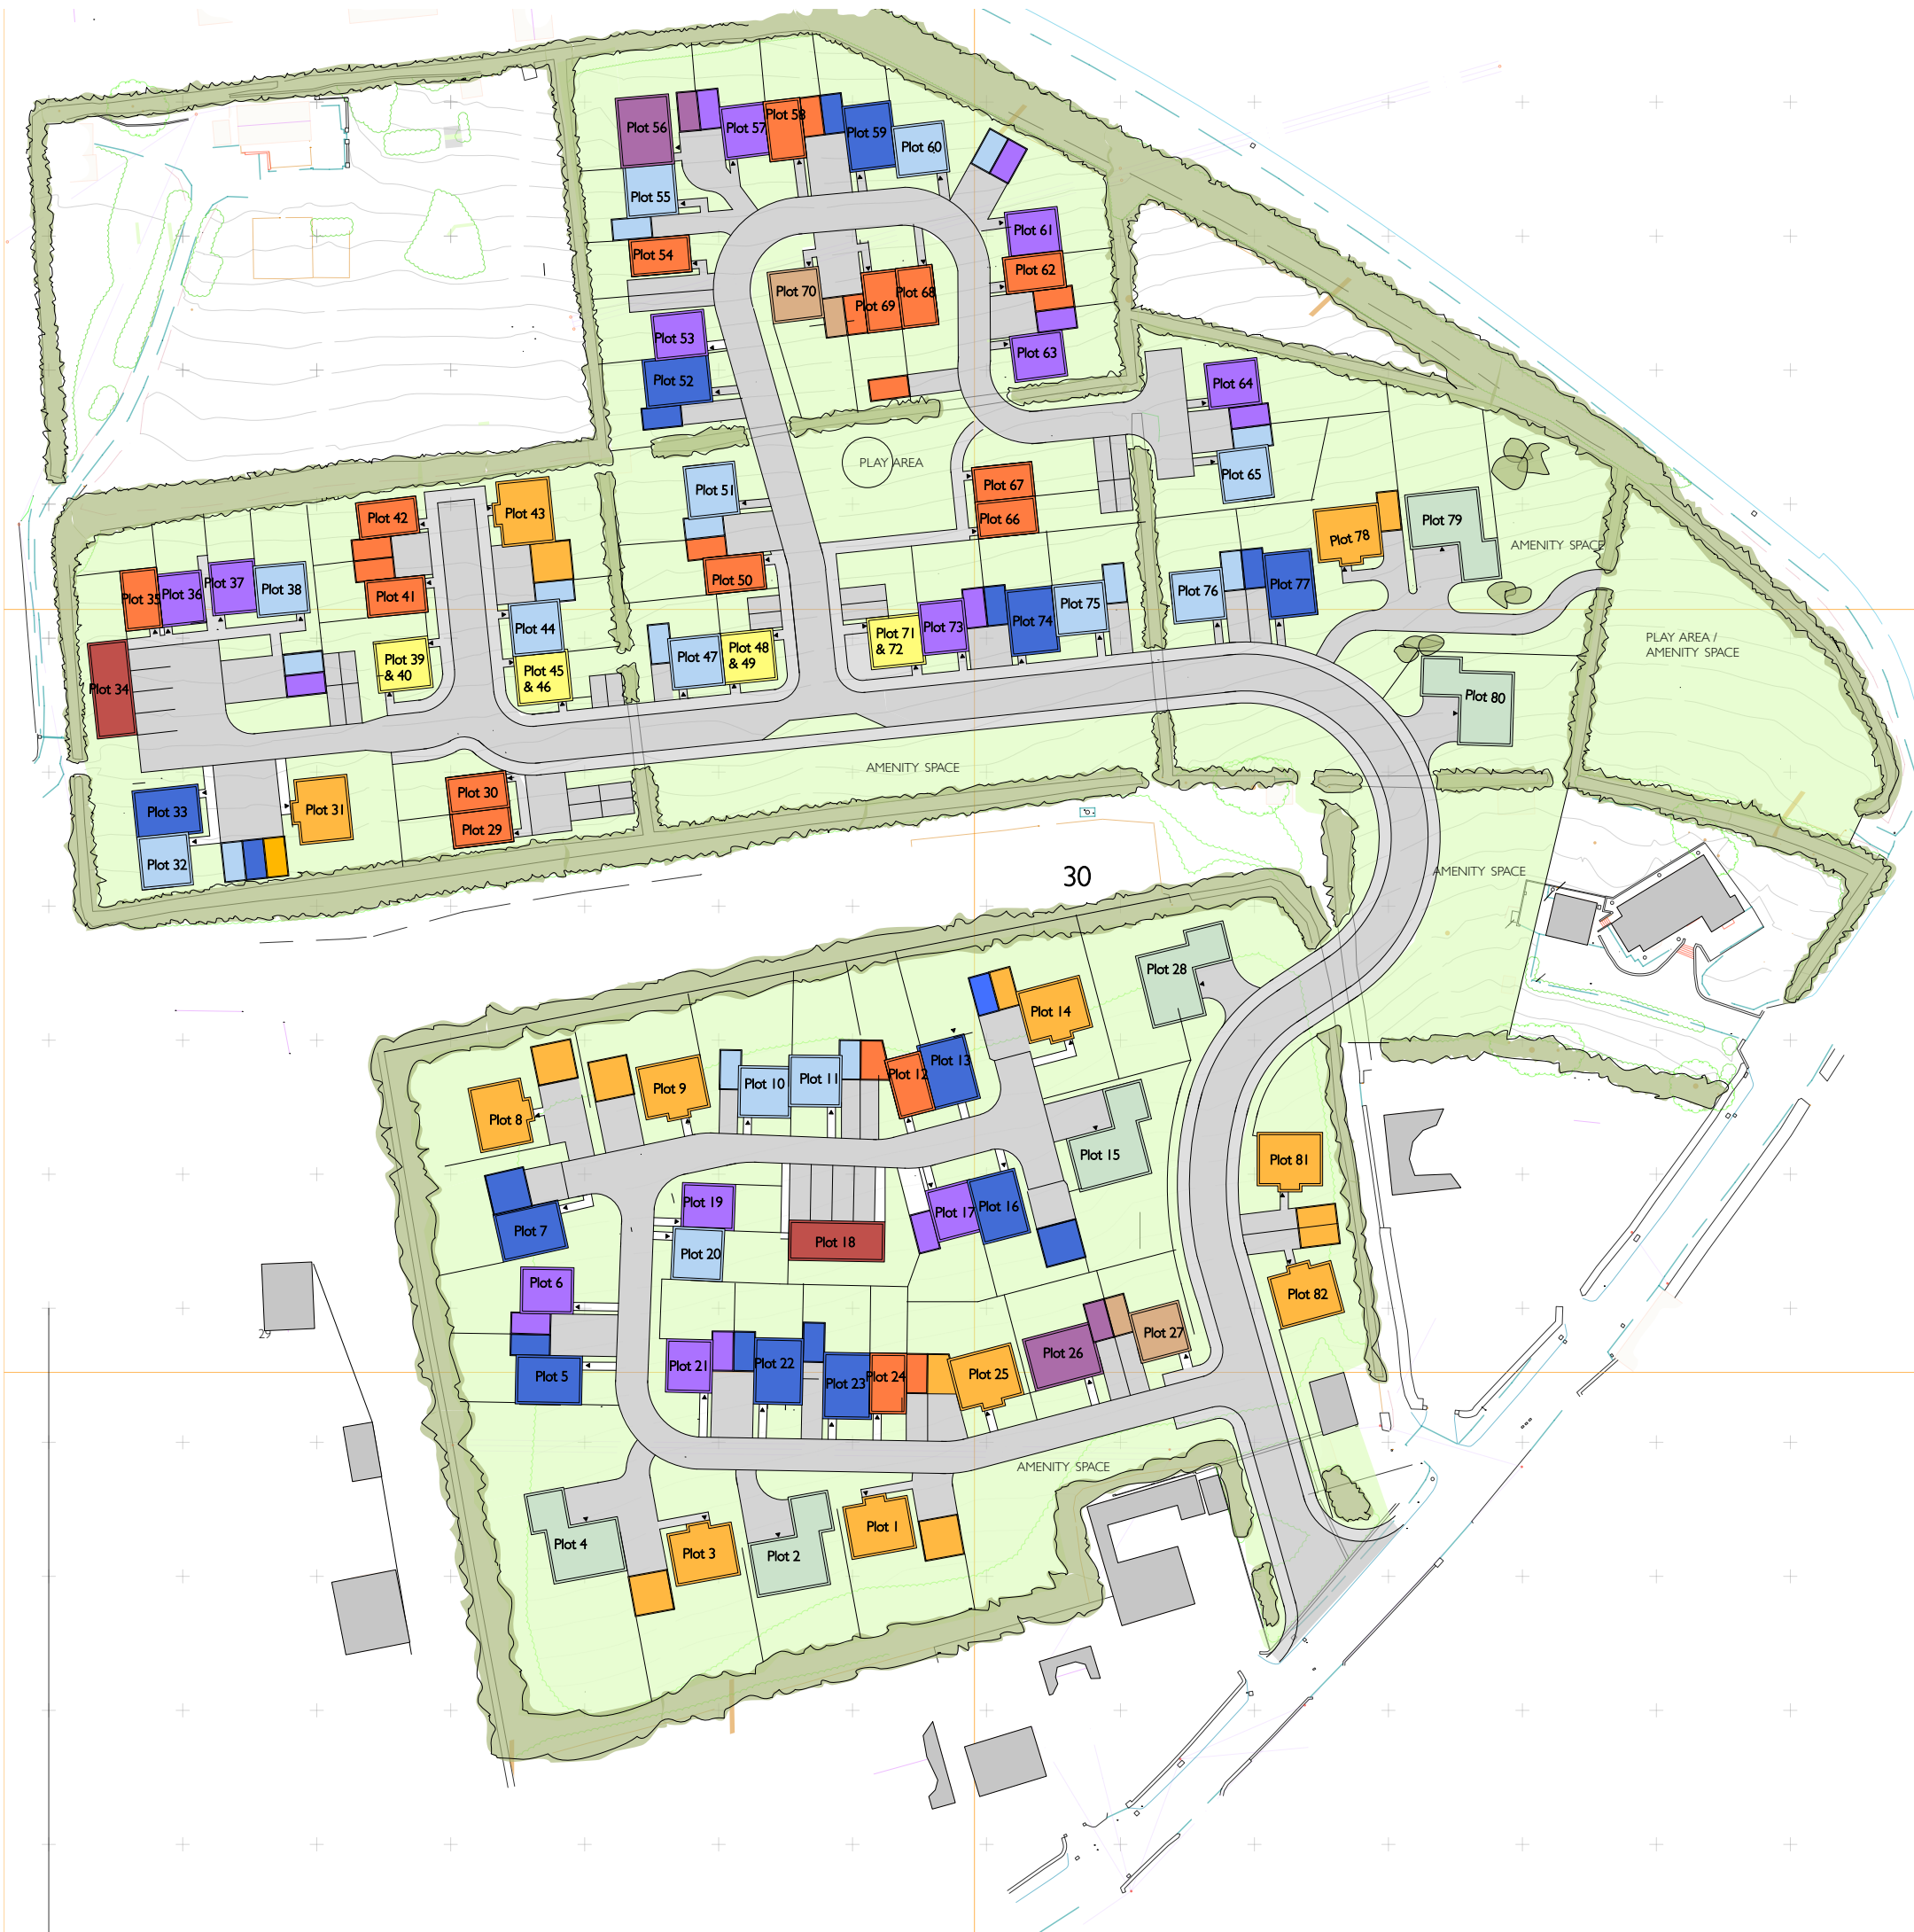 Plot 56
Plot 57
Plot 58
Plot 59
Plot 60
Plot 55
Plot 54
Plot 61
Plot 62
Plot 70
Plot 69
Plot 68
Plot 53
Plot 52
Plot 63
Plot 64
PLAY AREA
Plot 65
Plot 51
Plot 67
Plot 66
Plot 42
Plot 43
Plot 79
Plot 78
AMENITY SPACE
Plot 50
Plot 35
Plot 36
Plot 37
Plot 38
Plot 41
Plot 76
Plot 77
Plot 44
Plot 75
Plot 74
Plot 73
Plot 71
& 72
Plot 47
Plot 48
& 49
Plot 39
& 40
Plot 45
& 46
Plot 34
PLAY AREA /
AMENITY SPACE
Plot 80
AMENITY SPACE
Plot 33
Plot 31
Plot 30
Plot 29
Plot 32
30
AMENITY SPACE
Plot 28
Plot 14
Plot 13
Plot 12
Plot 11
Plot 10
Plot 9
Plot 8
Plot 15
Plot 81
Plot 19
Plot 17
Plot 16
Plot 7
Plot 18
Plot 20
Plot 6
Plot 82
29
Plot 27
Plot 26
Plot 21
Plot 22
Plot 23
Plot 24
Plot 25
Plot 5
AMENITY SPACE
Plot 4
Plot 3
Plot 2
Plot 1